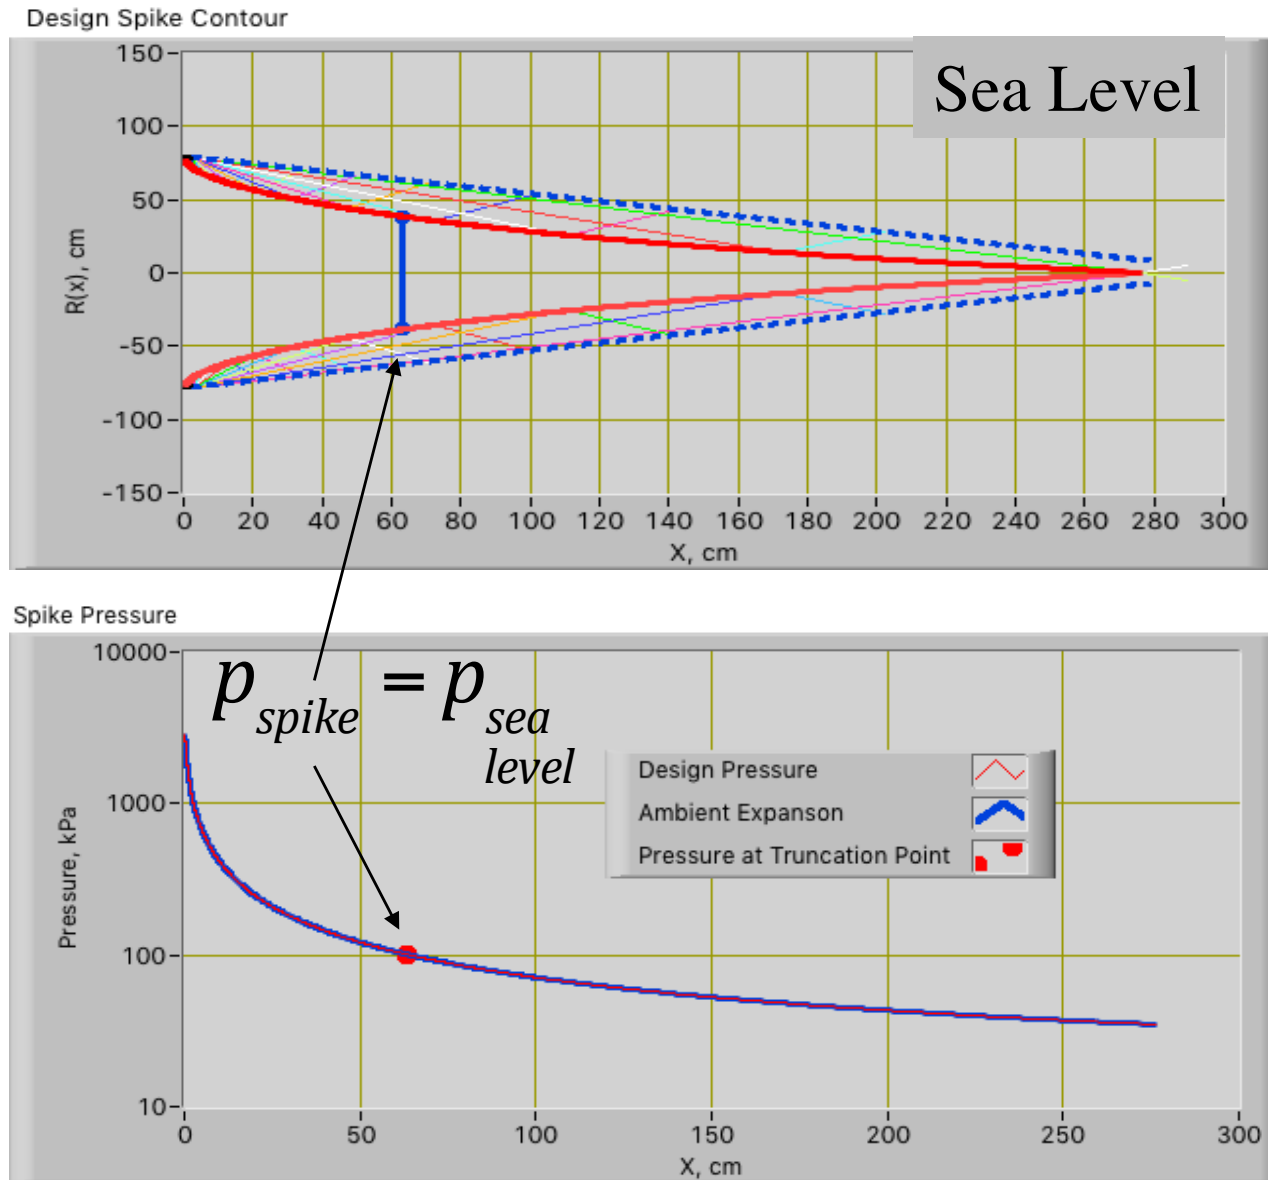 Design Spike Contour
Sea Level
150
100
50
0
-50
-100
-150
R(x), cm
0 20 40 60 80 100 120 140 160 180 200 220 240 260 280 300
X, cm
Spike Pressure
p spike = p sea level
10000
1000
100
10
Pressure, kPa
Design Pressure
Ambient Expanson
Pressure at Truncation Point
0 50 100 150 200 250 300
X, cm